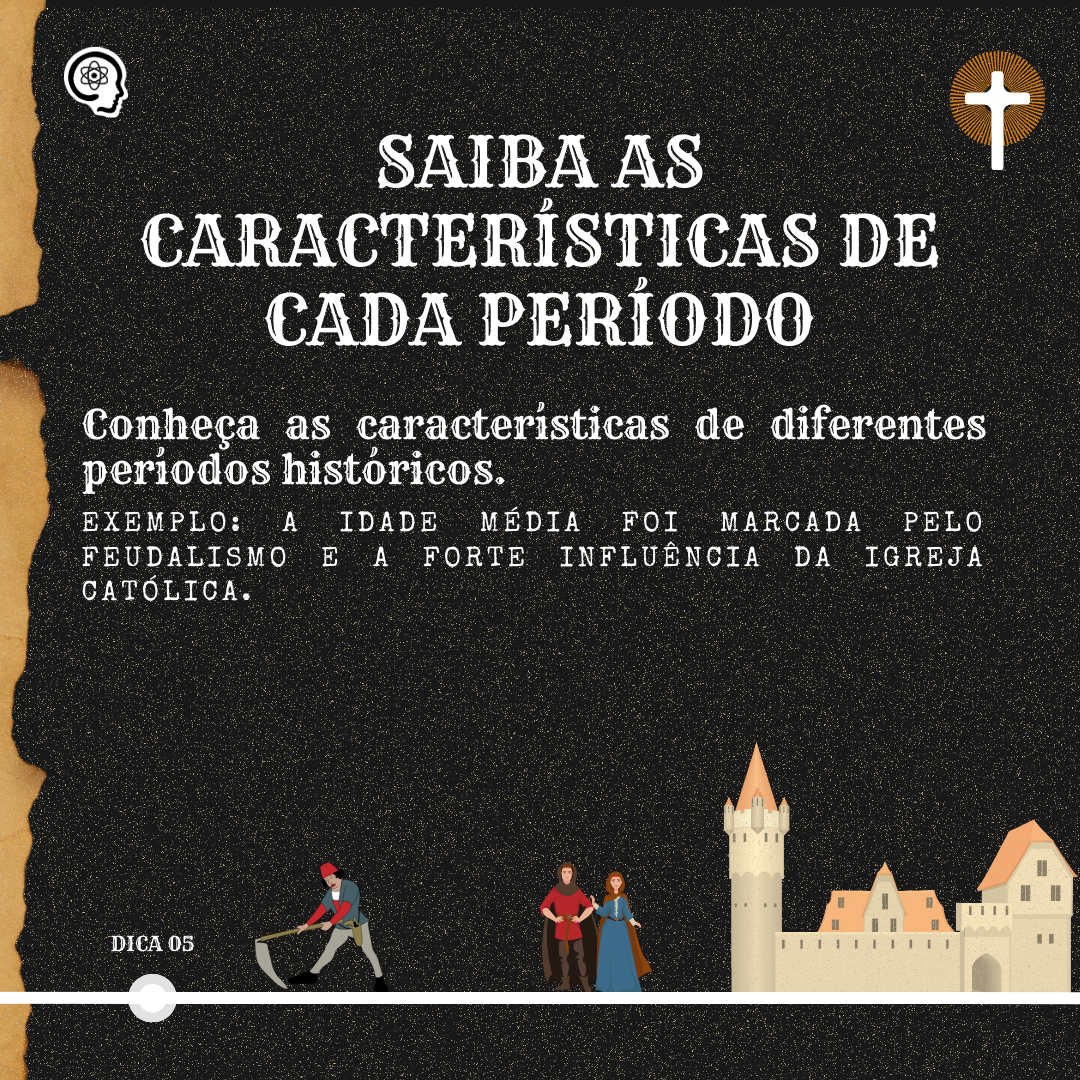 SAIBA AS
CARACTERÍSTICAS DE
CADA PERÍODO
Conheça as características de diferentes
períodos históricos.
EXEMPLO: A IDADE MÉDIA FOI MARCADA PELO
FEUDALISMO E A FORTE INFLUÊNCIA DA IGREJA
CATÓLICA.
DICA 05